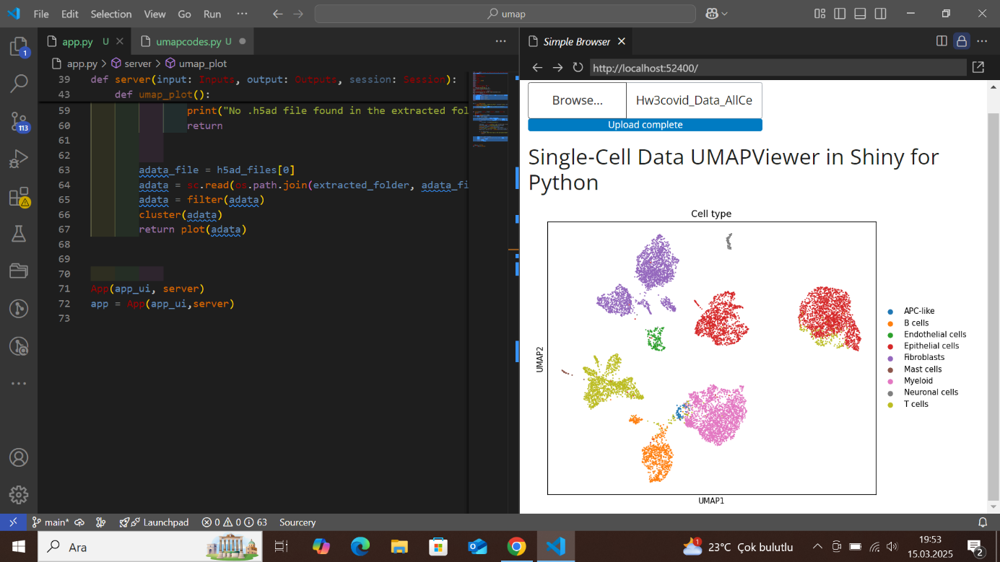 File Edit Selection View Go Run ··· umap
app.py U umapcodes.py U
app.py > server > umap_plot
39 def server(input: Inputs, output: Outputs, session: Session):
43 def umap_plot():
59 print("No .h5ad file found in the extracted fol
60 return
61
62
63 adata_file = h5ad_files[0]
64 adata = sc.read(os.path.join(extracted_folder, adata_fi
65 adata = filter(adata)
66 cluster(adata)
67 return plot(adata)
68
69
70
71 App(app_ui, server)
72 app = App(app_ui,server)
73
1
113
Simple Browser
http://localhost:52400/
Browse... Hw3covid_Data_AllCe
Upload complete
Single-Cell Data UMAPViewer in Shiny for
Python
Cell type
UMAP2
UMAP1
APC-like
B cells
Endothelial cells
Epithelial cells
Fibroblasts
Mast cells
Myeloid
Neuronal cells
T cells
main* Launchpad 0 0 63 Sourcery
Ara 1 23°C Çok bulutlu 19:53
15.03.2025 2